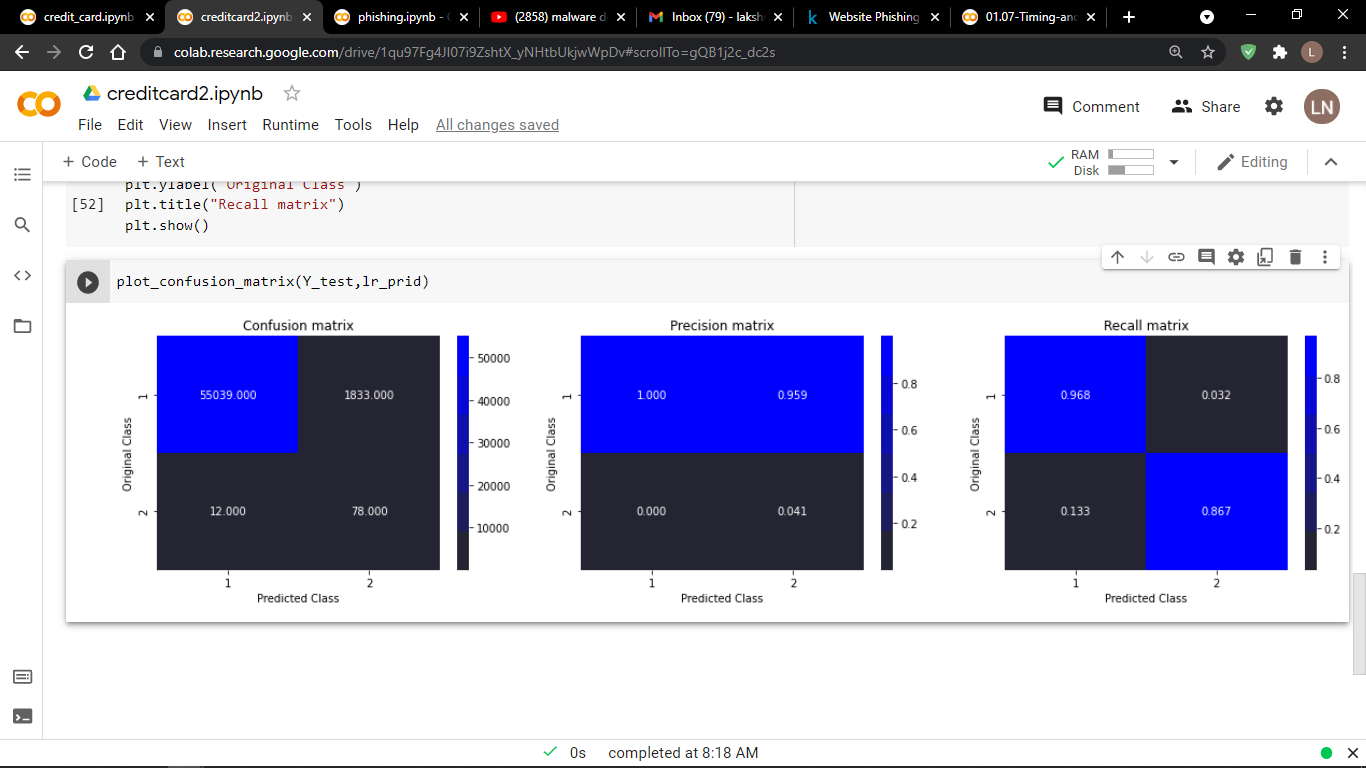 credit_card.ipynb
creditcard2.ipynb
phishing.ipynb -
(2858) malware d
Inbox (79) - laksh
Website Phishing
01.07-Timing-and
colab.research.google.com/drive/1qu97Fg4Jl07i9ZshtX_yNHtbUkjwWpDv#scrollTo=gQB1j2c_dc2s
L
creditcard2.ipynb
Comment
Share
LN
File Edit View Insert Runtime Tools Help All changes saved
+ Code + Text
RAM
Disk
Editing
plt.ylabel('Original Class')
[52] plt.title("Recall matrix")
plt.show()
plot_confusion_matrix(Y_test,lr_prid)
Confusion matrix
55039.000 1833.000
12.000 78.000
1
2
Original Class
1 2
Predicted Class
50000
40000
30000
20000
10000
Precision matrix
1.000 0.959
0.000 0.041
1
2
Original Class
1 2
Predicted Class
0.8
0.6
0.4
0.2
Recall matrix
0.968 0.032
0.133 0.867
1
2
Original Class
1 2
Predicted Class
0.8
0.6
0.4
0.2
0s completed at 8:18 AM